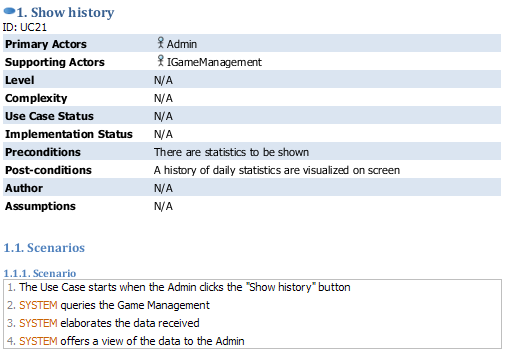 1. Show history
ID: UC21
Primary Actors Admin
Supporting Actors IGameManagement
Level N/A
Complexity N/A
Use Case Status N/A
Implementation Status N/A
Preconditions There are statistics to be shown
Post-conditions A history of daily statistics are visualized on screen
Author N/A
Assumptions N/A
1.1. Scenarios
1.1.1. Scenario
1. The Use Case starts when the Admin clicks the "Show history" button
2. SYSTEM queries the Game Management
3. SYSTEM elaborates the data received
4. SYSTEM offers a view of the data to the Admin